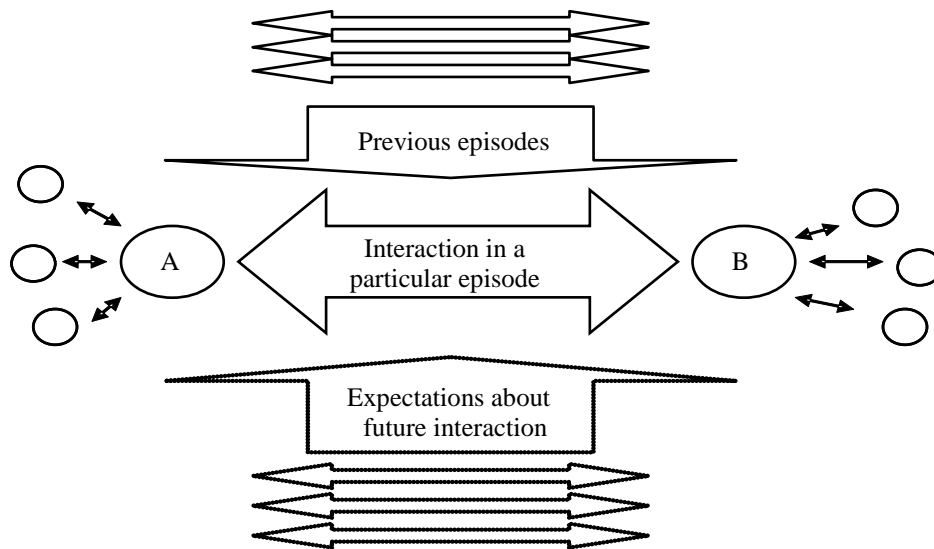 Previous episodes
A
Interaction in a
particular episode
B
Expectations about
future interaction